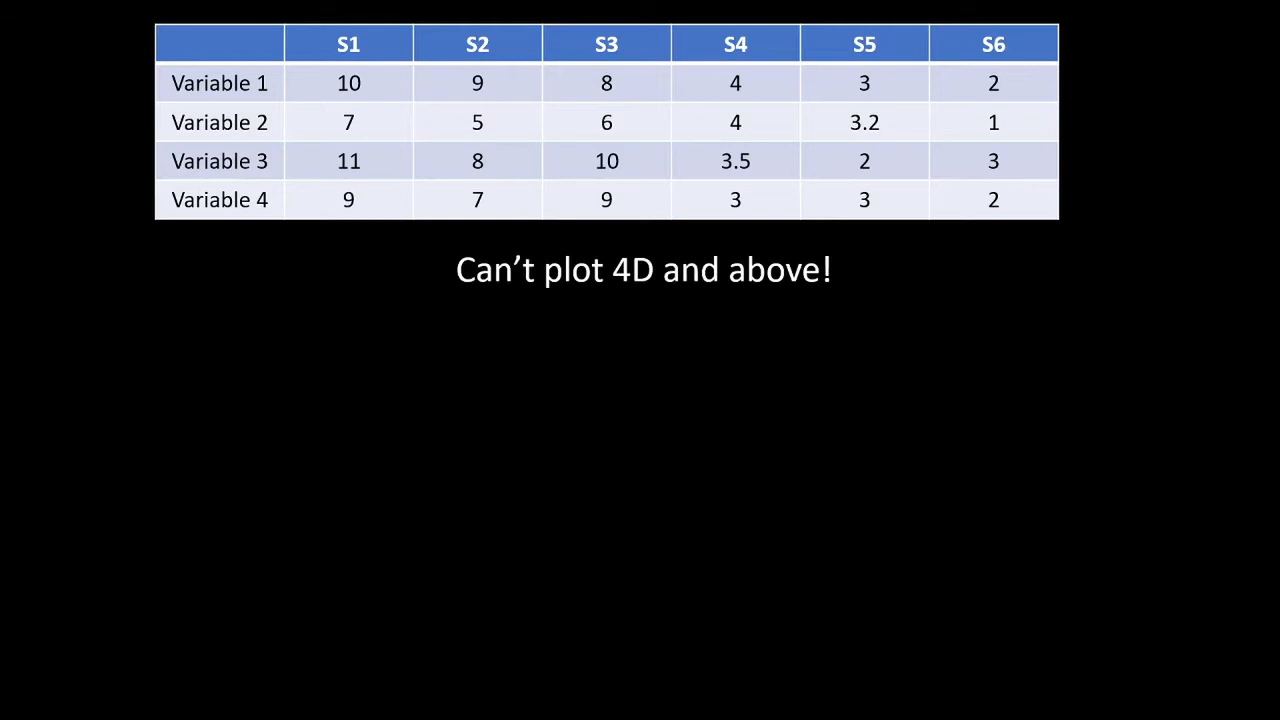 S1 S2 S3 S4 S5 S6
Variable 1 10 9 8 4 3 2
Variable 2 7 5 6 4 3.2 1
Variable 3 11 8 10 3.5 2 3
Variable 4 9 7 9 3 3 2
Can’t plot 4D and above!